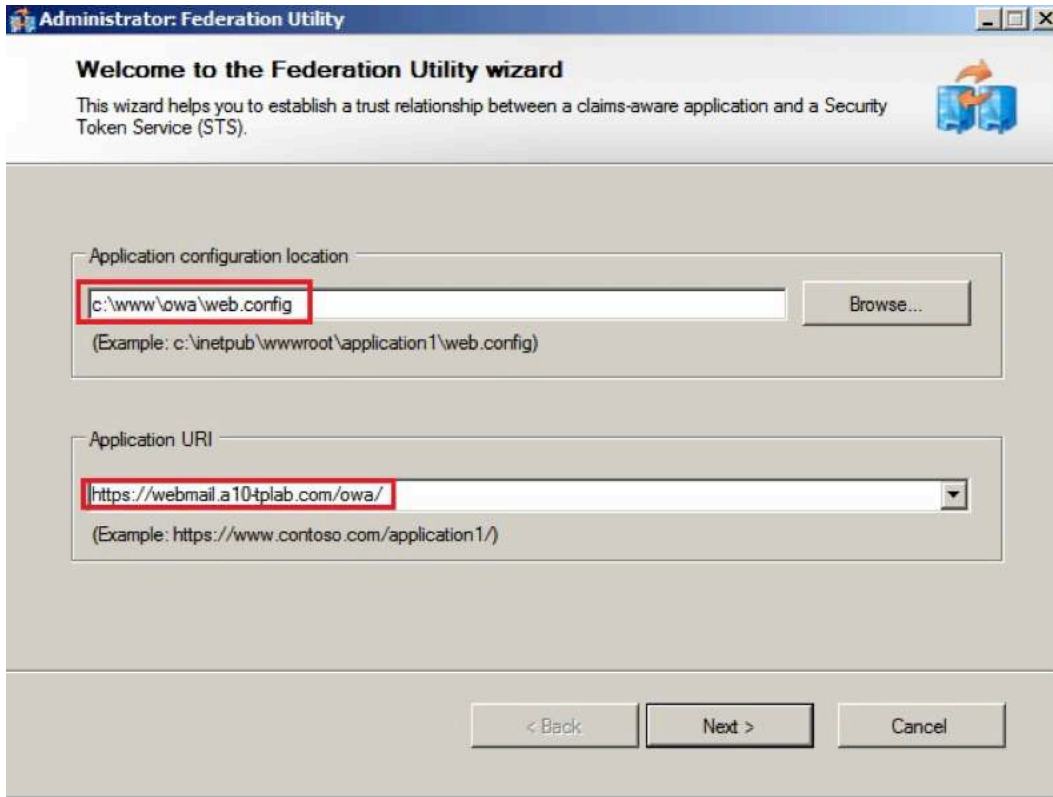 Administrator: Federation Utility
Welcome to the Federation Utility wizard
This wizard helps you to establish a trust relationship between a claims-aware application and a Security
Token Service (STS).
Application configuration location
c:\www\owa\web.config
Browse...
(Example: c:\inetpub\wwwroot\application1\web.config)
Application URI
https://webmail.a10-tplab.com/owa/
(Example: https://www.contoso.com/application1/)
< Back
Next >
Cancel